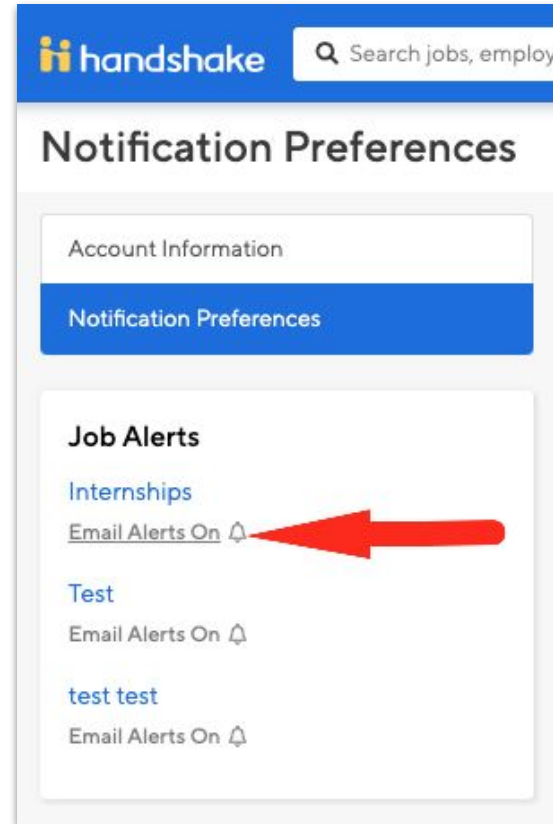 handshake
Search jobs, employ
Notification Preferences
Account Information
Notification Preferences
Job Alerts
Internships
Email Alerts On
Test
Email Alerts On
test test
Email Alerts On